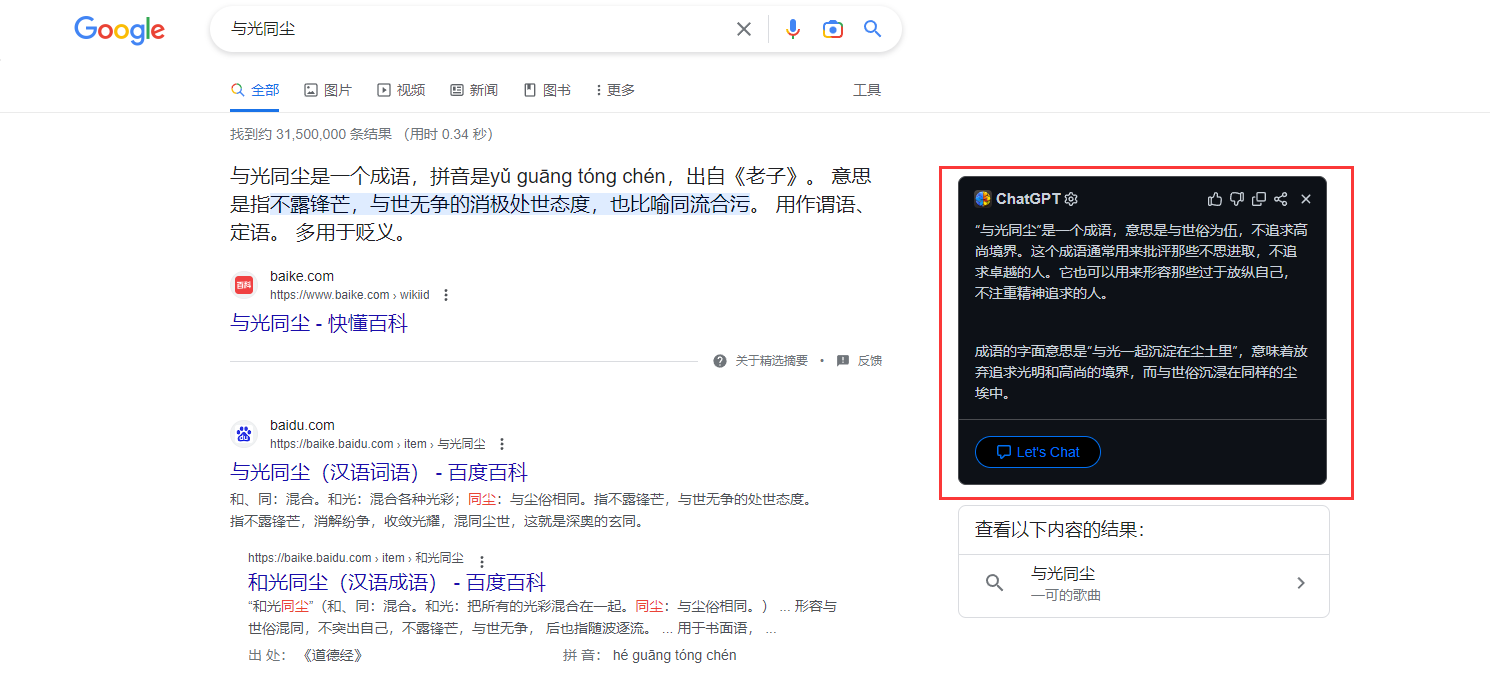 Google
与光同尘
全部 图片 视频 新闻 图书 更多 工具
找到约 31,500,000 条结果 （用时 0.34 秒）
与光同尘是一个成语，拼音是yǔ guāng tóng chén，出自《老子》。 意思
是指不露锋芒，与世无争的消极处世态度，也比喻同流合污。 用作谓语、
定语。 多用于贬义。
百科
baike.com
https://www.baike.com › wikiid
与光同尘 - 快懂百科
关于精选摘要 • 反馈
du
baidu.com
https://baike.baidu.com › item › 与光同尘
与光同尘（汉语词语） - 百度百科
和、同：混合。和光：混合各种光彩；同尘：与尘俗相同。指不露锋芒，与世无争的处世态度。
指不露锋芒，消解纷争，收敛光耀，混同尘世，这就是深奥的玄同。
https://baike.baidu.com › item › 和光同尘
和光同尘（汉语成语） - 百度百科
“和光同尘”（和、同：混合。和光：把所有的光彩混合在一起。同尘：与尘俗相同。） ... 形容与
世俗混同，不突出自己，不露锋芒，与世无争， 后也指随波逐流。 ... 用于书面语， ...
出 处： 《道德经》 拼 音： hé guāng tóng chén
ChatGPT
“与光同尘”是一个成语，意思是与世俗为伍，不追求高
尚境界。这个成语通常用来批评那些不思进取，不追
求卓越的人。它也可以用来形容那些过于放纵自己，
不注重精神追求的人。
成语的字面意思是“与光一起沉淀在尘土里”，意味着放
弃追求光明和高尚的境界，而与世俗沉浸在同样的尘
埃中。
Let's Chat
查看以下内容的结果：
与光同尘
一可的歌曲